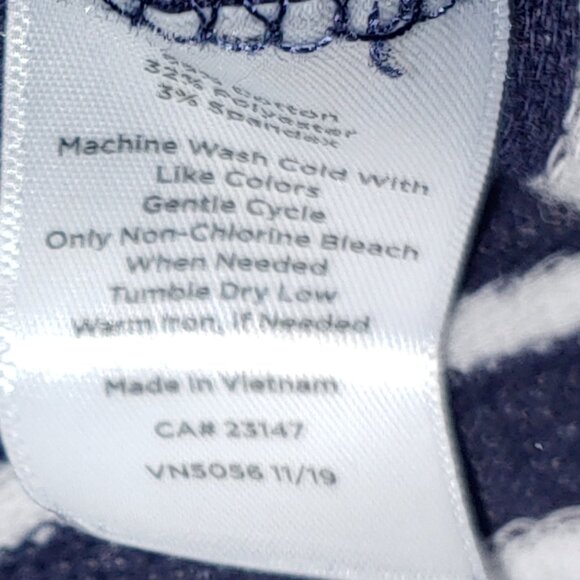 Cotton
32% Polyester
3% Spandex
Machine Wash Cold With
Like Colors
Gentle Cycle
Only Non-Chlorine Bleach
When Needed
Tumble Dry Low
Warm Iron, If Needed
Made In Vietnam
CA# 23147
VN5056 11/19